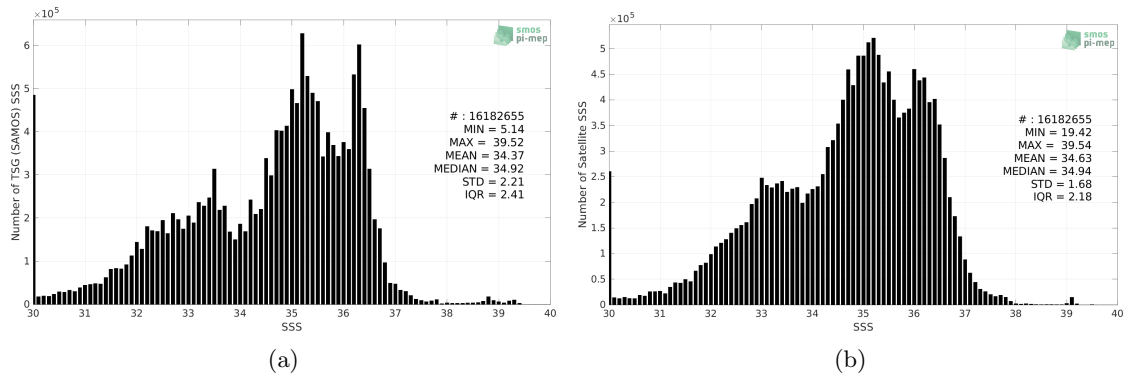 ×10⁵
smos
pi-mep
6
5
4
3
2
1
0
Number of TSG (SAMOS) SSS
# : 16182655
MIN = 5.14
MAX = 39.52
MEAN = 34.37
MEDIAN = 34.92
STD = 2.21
IQR = 2.41
30 31 32 33 34 35 36 37 38 39 40
SSS
(a)
×10⁵
smos
pi-mep
5
4.5
4
3.5
3
2.5
2
1.5
1
0.5
0
Number of Satellite SSS
# : 16182655
MIN = 19.42
MAX = 39.54
MEAN = 34.63
MEDIAN = 34.94
STD = 1.68
IQR = 2.18
30 31 32 33 34 35 36 37 38 39 40
SSS
(b)